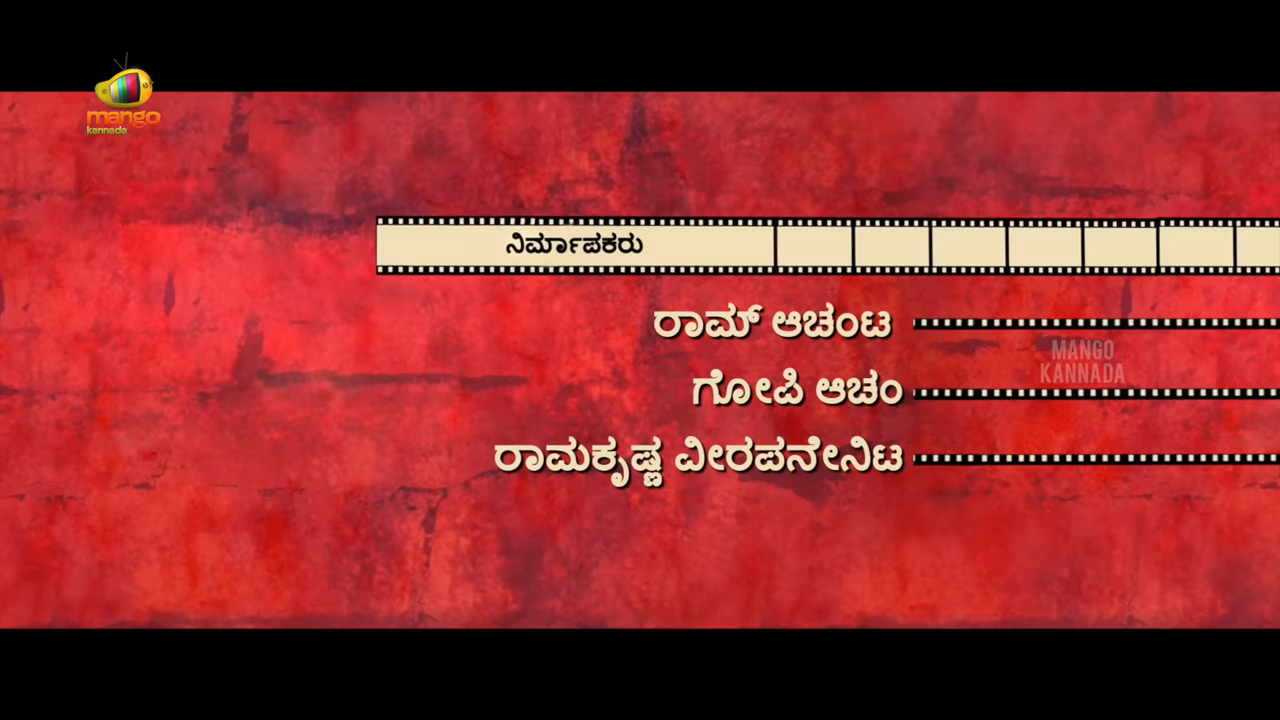 mango
kannada
ನಿರ್ಮಾಪಕರು
ರಾಮ್ ಆಚಂಟ
MANGO
KANNADA
ಗೋಪಿ ಆಚಂ
ರಾಮಕೃಷ್ಣ ವೀರಪನೇನಿಟ